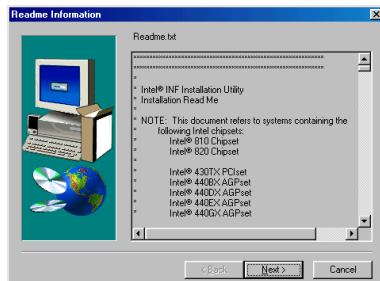 Readme Information
Readme.txt
************************************************************
************************************************************
*
* Intel® INF Installation Utility
* Installation Read Me
*
* NOTE: This document refers to systems containing the
* following Intel chipsets:
* Intel® 810 Chipset
* Intel® 820 Chipset
*
* Intel® 430TX PCIset
* Intel® 440BX AGPset
* Intel® 440DX AGPset
* Intel® 440EX AGPset
* Intel® 440GX AGPset
< Back
Next >
Cancel